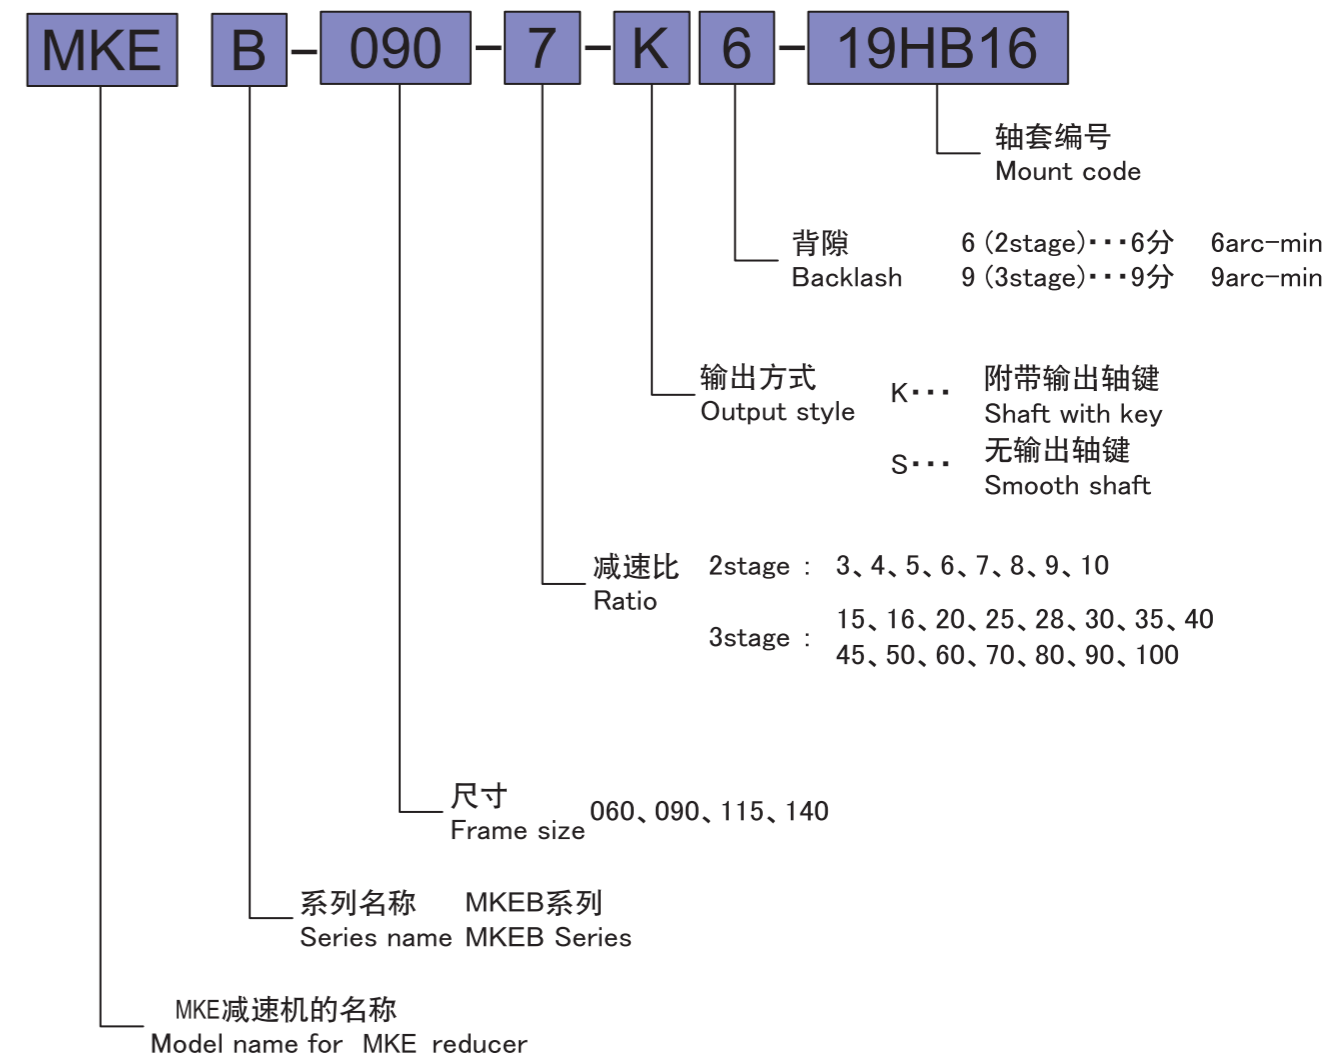 MKE B-090-7-K 6-19HB16
轴套编号
Mount code
背隙 6（2stage）･･･6分 6arc-min
Backlash 9（3stage）･･･9分 9arc-min
输出方式 K･･･ 附带输出轴键
Output style Shaft with key
S･･･ 无输出轴键
Smooth shaft
减速比 2stage : 3、4、5、6、7、8、9、10
Ratio
3stage : 15、16、20、25、28、30、35、40
45、50、60、70、80、90、100
尺寸
Frame size 060、090、115、140
系列名称 MKEB系列
Series name MKEB Series
MKE减速机的名称
Model name for MKE reducer